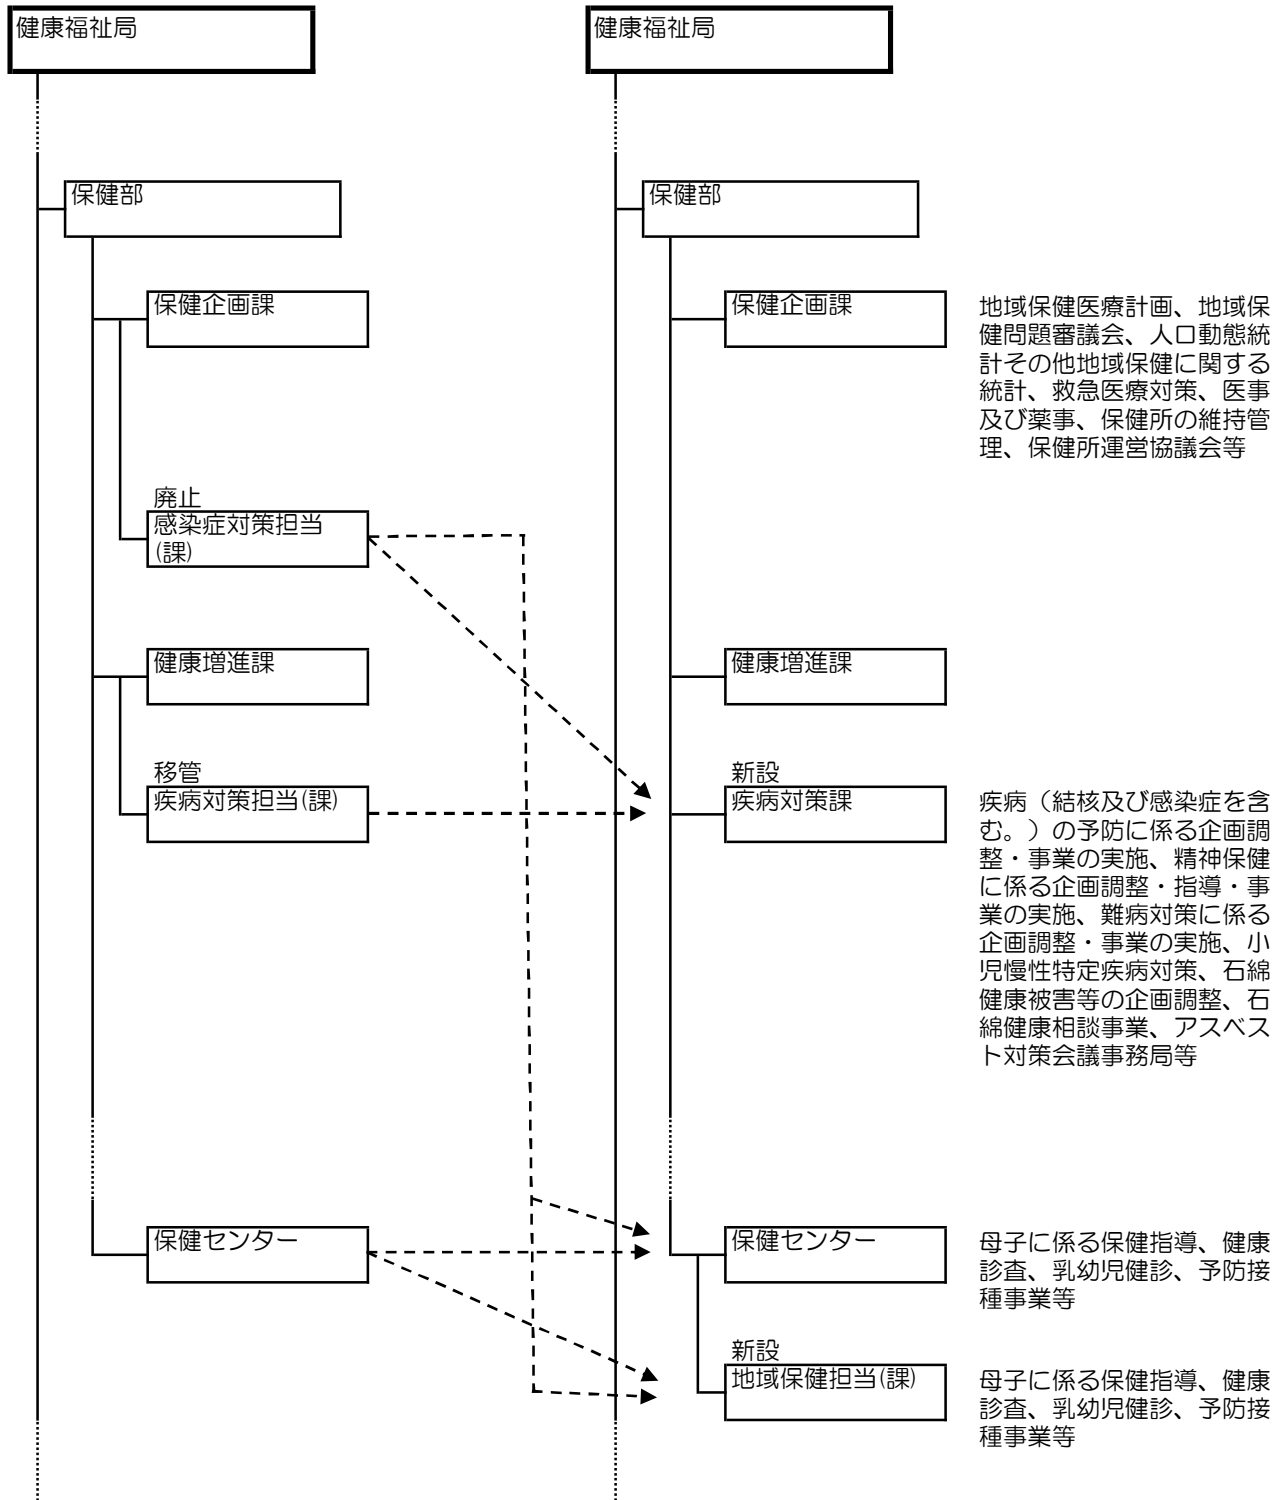 健康福祉局
健康福祉局
保健部
保健部
保健企画課
保健企画課
地域保健医療計画、地域保
健問題審議会、人口動態統
計その他地域保健に関する
統計、救急医療対策、医事
及び薬事、保健所の維持管
理、保健所運営協議会等
廃止
感染症対策担当
(課)
健康増進課
健康増進課
移管
疾病対策担当(課)
新設
疾病対策課
疾病（結核及び感染症を含
む。）の予防に係る企画調
整・事業の実施、精神保健
に係る企画調整・指導・事
業の実施、難病対策に係る
企画調整・事業の実施、小
児慢性特定疾病対策、石綿
健康被害等の企画調整、石
綿健康相談事業、アスベス
ト対策会議事務局等
保健センター
保健センター
母子に係る保健指導、健康
診査、乳幼児健診、予防接
種事業等
新設
地域保健担当(課)
母子に係る保健指導、健康
診査、乳幼児健診、予防接
種事業等